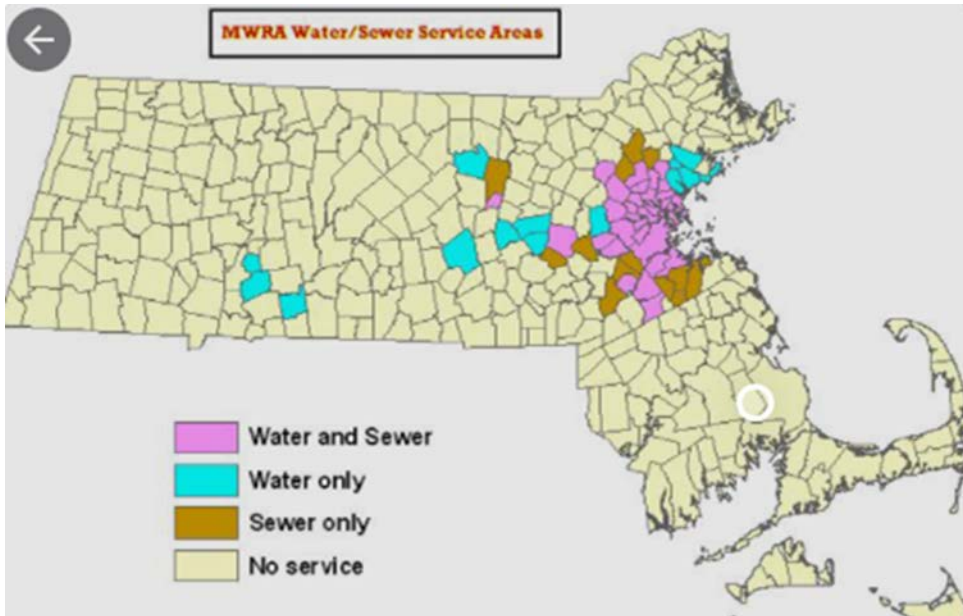 MWRA Water/Sewer Service Areas
Water and Sewer
Water only
Sewer only
No service